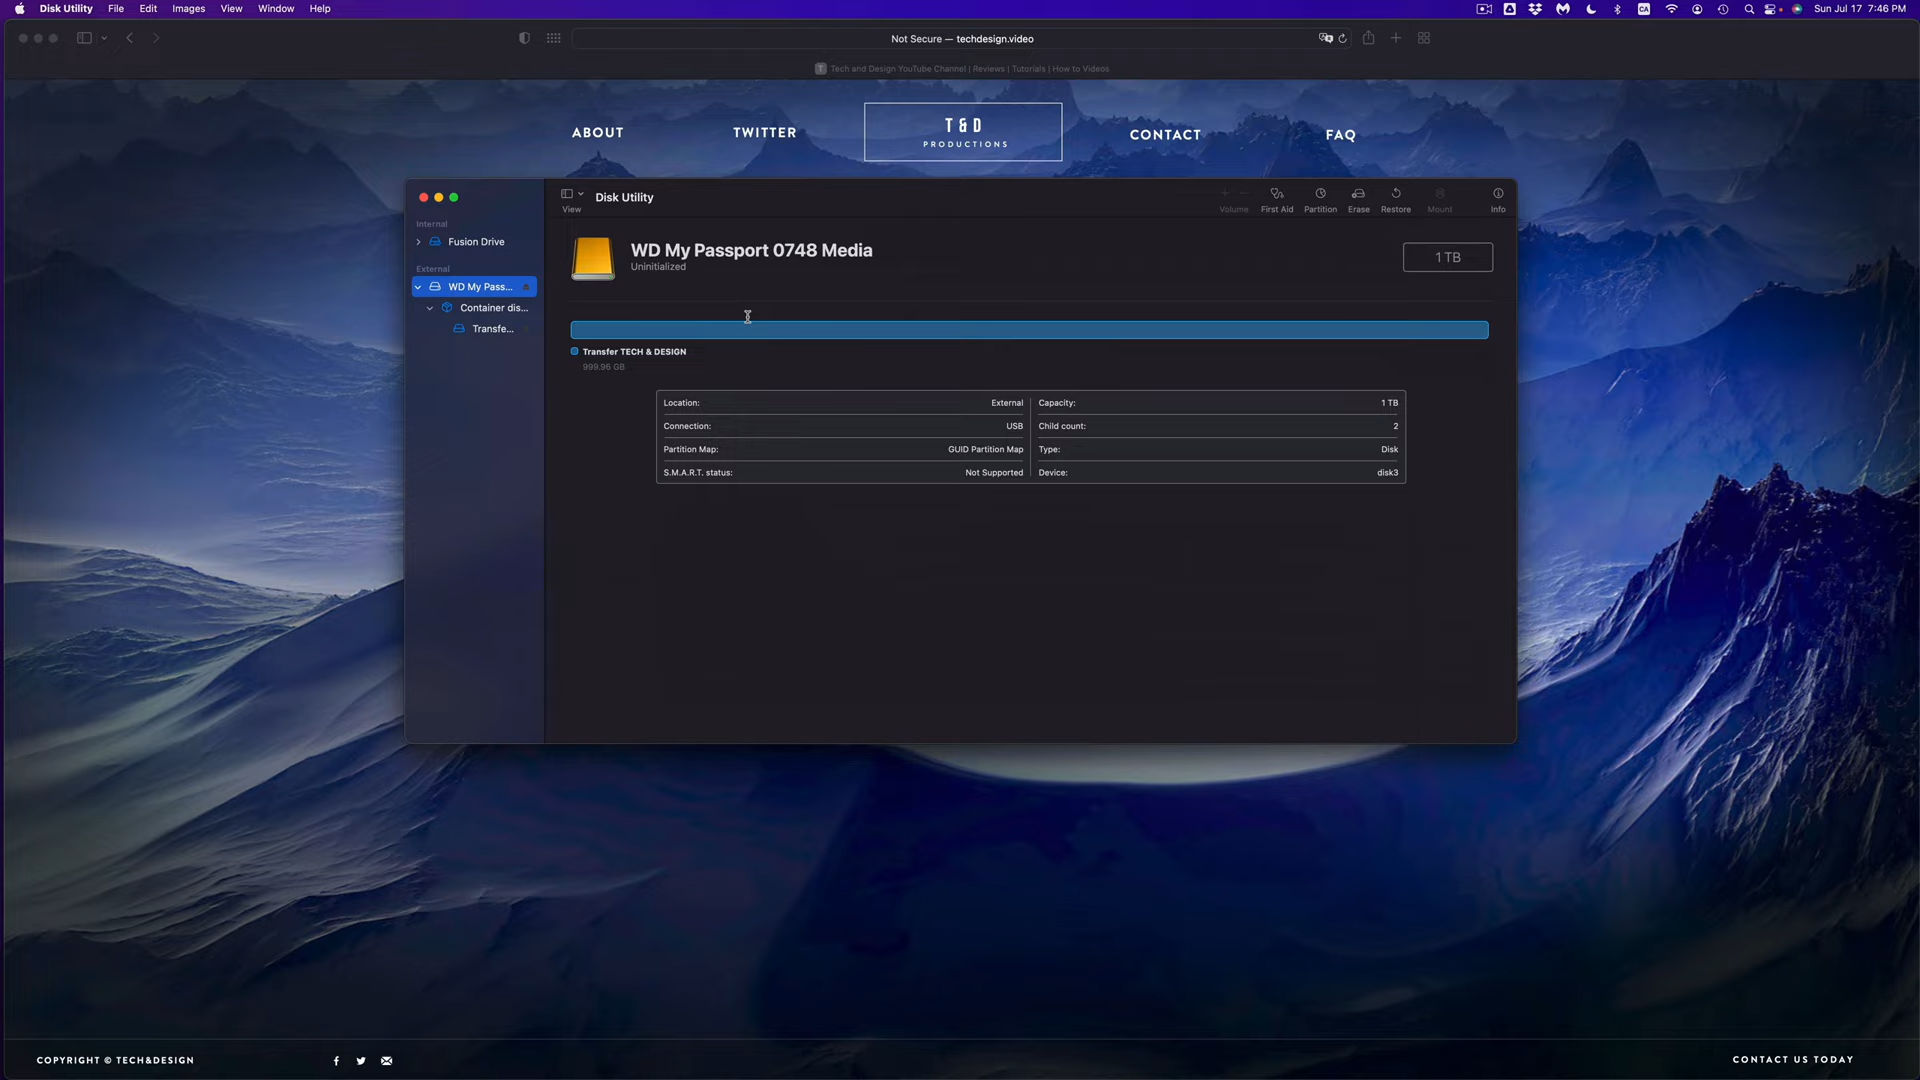 Disk Utility File Edit Images View Window Help
CA Sun Jul 17 7:46 PM
Not Secure — techdesign.video
T Tech and Design YouTube Channel | Reviews | Tutorials | How to Videos
ABOUT TWITTER T & D CONTACT FAQ
PRODUCTIONS
Disk Utility
View Volume First Aid Partition Erase Restore Mount Info
Internal
Fusion Drive
External
WD My Pass...
Container dis...
Transfe...
WD My Passport 0748 Media
Uninitialized
1 TB
Transfer TECH & DESIGN
999.96 GB
Location: External Capacity: 1 TB
Connection: USB Child count: 2
Partition Map: GUID Partition Map Type: Disk
S.M.A.R.T. status: Not Supported Device: disk3
COPYRIGHT © TECH&DESIGN
CONTACT US TODAY